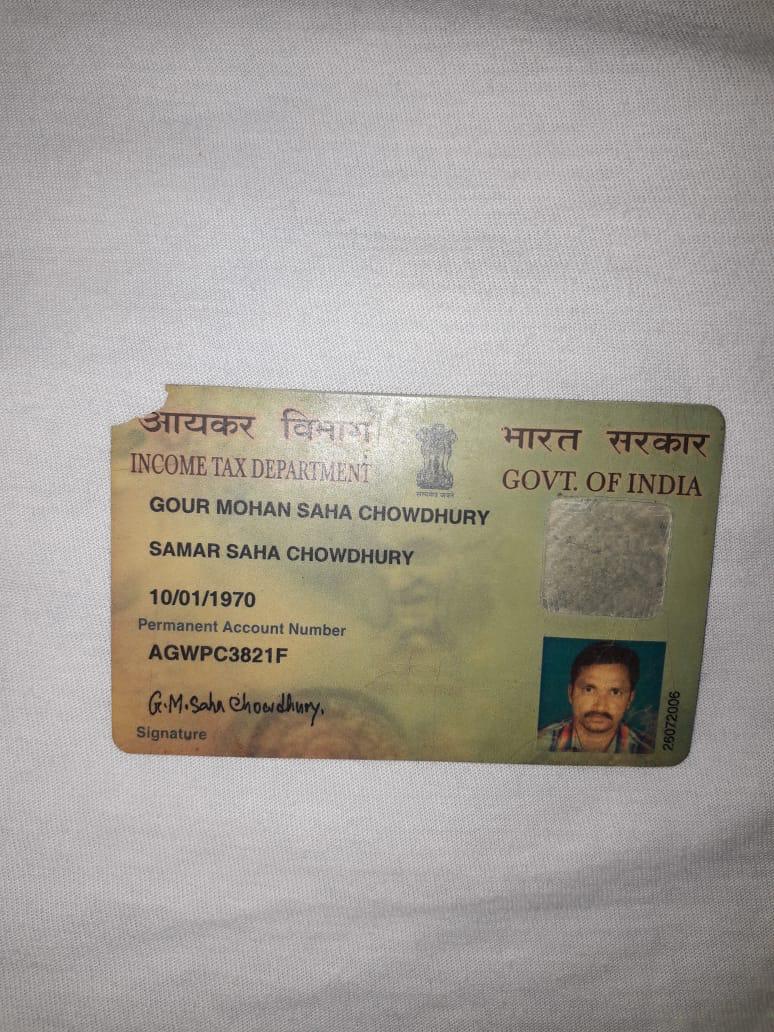 आयकर विभाग
INCOME TAX DEPARTMENT
भारत सरकार
GOVT. OF INDIA
सत्यमेव जयते
GOUR MOHAN SAHA CHOWDHURY
SAMAR SAHA CHOWDHURY
10/01/1970
Permanent Account Number
AGWPC3821F
G.M.Saha Chowdhury.
Signature
26072006